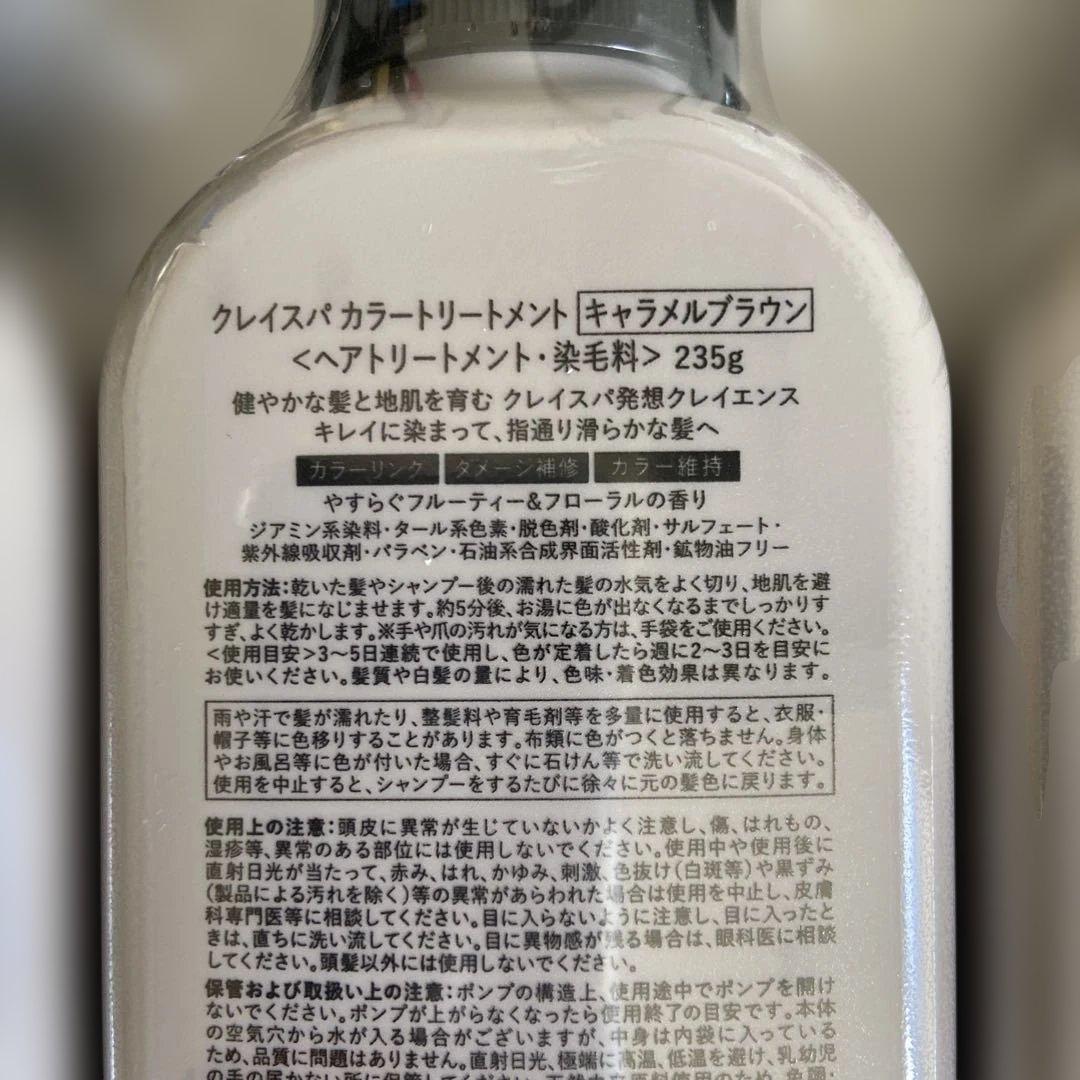 クレイスパ カラートリートメント キャラメルブラウン
<ヘアトリートメント・染毛料> 235g
健やかな髪と地肌を育む クレイスパ発想クレイエンス
キレイに染まって、指通り滑らかな髪へ
カラーリンク ダメージ補修 カラー維持
やすらぐフルーティー&フローラルの香り
ジアミン系染料・タール系色素・脱色剤・酸化剤・サルフェート・
紫外線吸収剤・パラベン・石油系合成界面活性剤・鉱物油フリー
使用方法:乾いた髪やシャンプー後の濡れた髪の水気をよく切り、地肌を避
け適量を髪になじませます。約5分後、お湯に色が出なくなるまでしっかりす
すぎ、よく乾かします。※手や爪の汚れが気になる方は、手袋をご使用ください。
<使用目安>3〜5日連続で使用し、色が定着したら週に2〜3日を目安に
お使いください。髪質や白髪の量により、色味・着色効果は異なります。
雨や汗で髪が濡れたり、整髪料や育毛剤等を多量に使用すると、衣服・
帽子等に色移りすることがあります。布類に色がつくと落ちません。身体
やお風呂等に色が付いた場合、すぐに石けん等で洗い流してください。
使用を中止すると、シャンプーをするたびに徐々に元の髪色に戻ります。
使用上の注意:頭皮に異常が生じていないかよく注意し、傷、はれもの、
湿疹等、異常のある部位には使用しないでください。使用中や使用後に
直射日光が当たって、赤み、はれ、かゆみ、刺激、色抜け(白斑等)や黒ずみ
(製品による汚れを除く)等の異常があらわれた場合は使用を中止し、皮膚
科専門医等に相談してください。目に入らないように注意し、目に入ったと
きは、直ちに洗い流してください。目に異物感が残る場合は、眼科医に相談
してください。頭髪以外には使用しないでください。
保管および取扱い上の注意:ポンプの構造上、使用途中でポンプを開け
ないでください。ポンプが上がらなくなったら使用終了の目安です。本体
の空気穴から水が入る場合がございますが、中身は内袋に入っている
ため、品質に問題はありません。直射日光、極端に高温、低温を避け、乳幼児
の手の届かない所に保管してください。天然由来原料使用のため、色調・